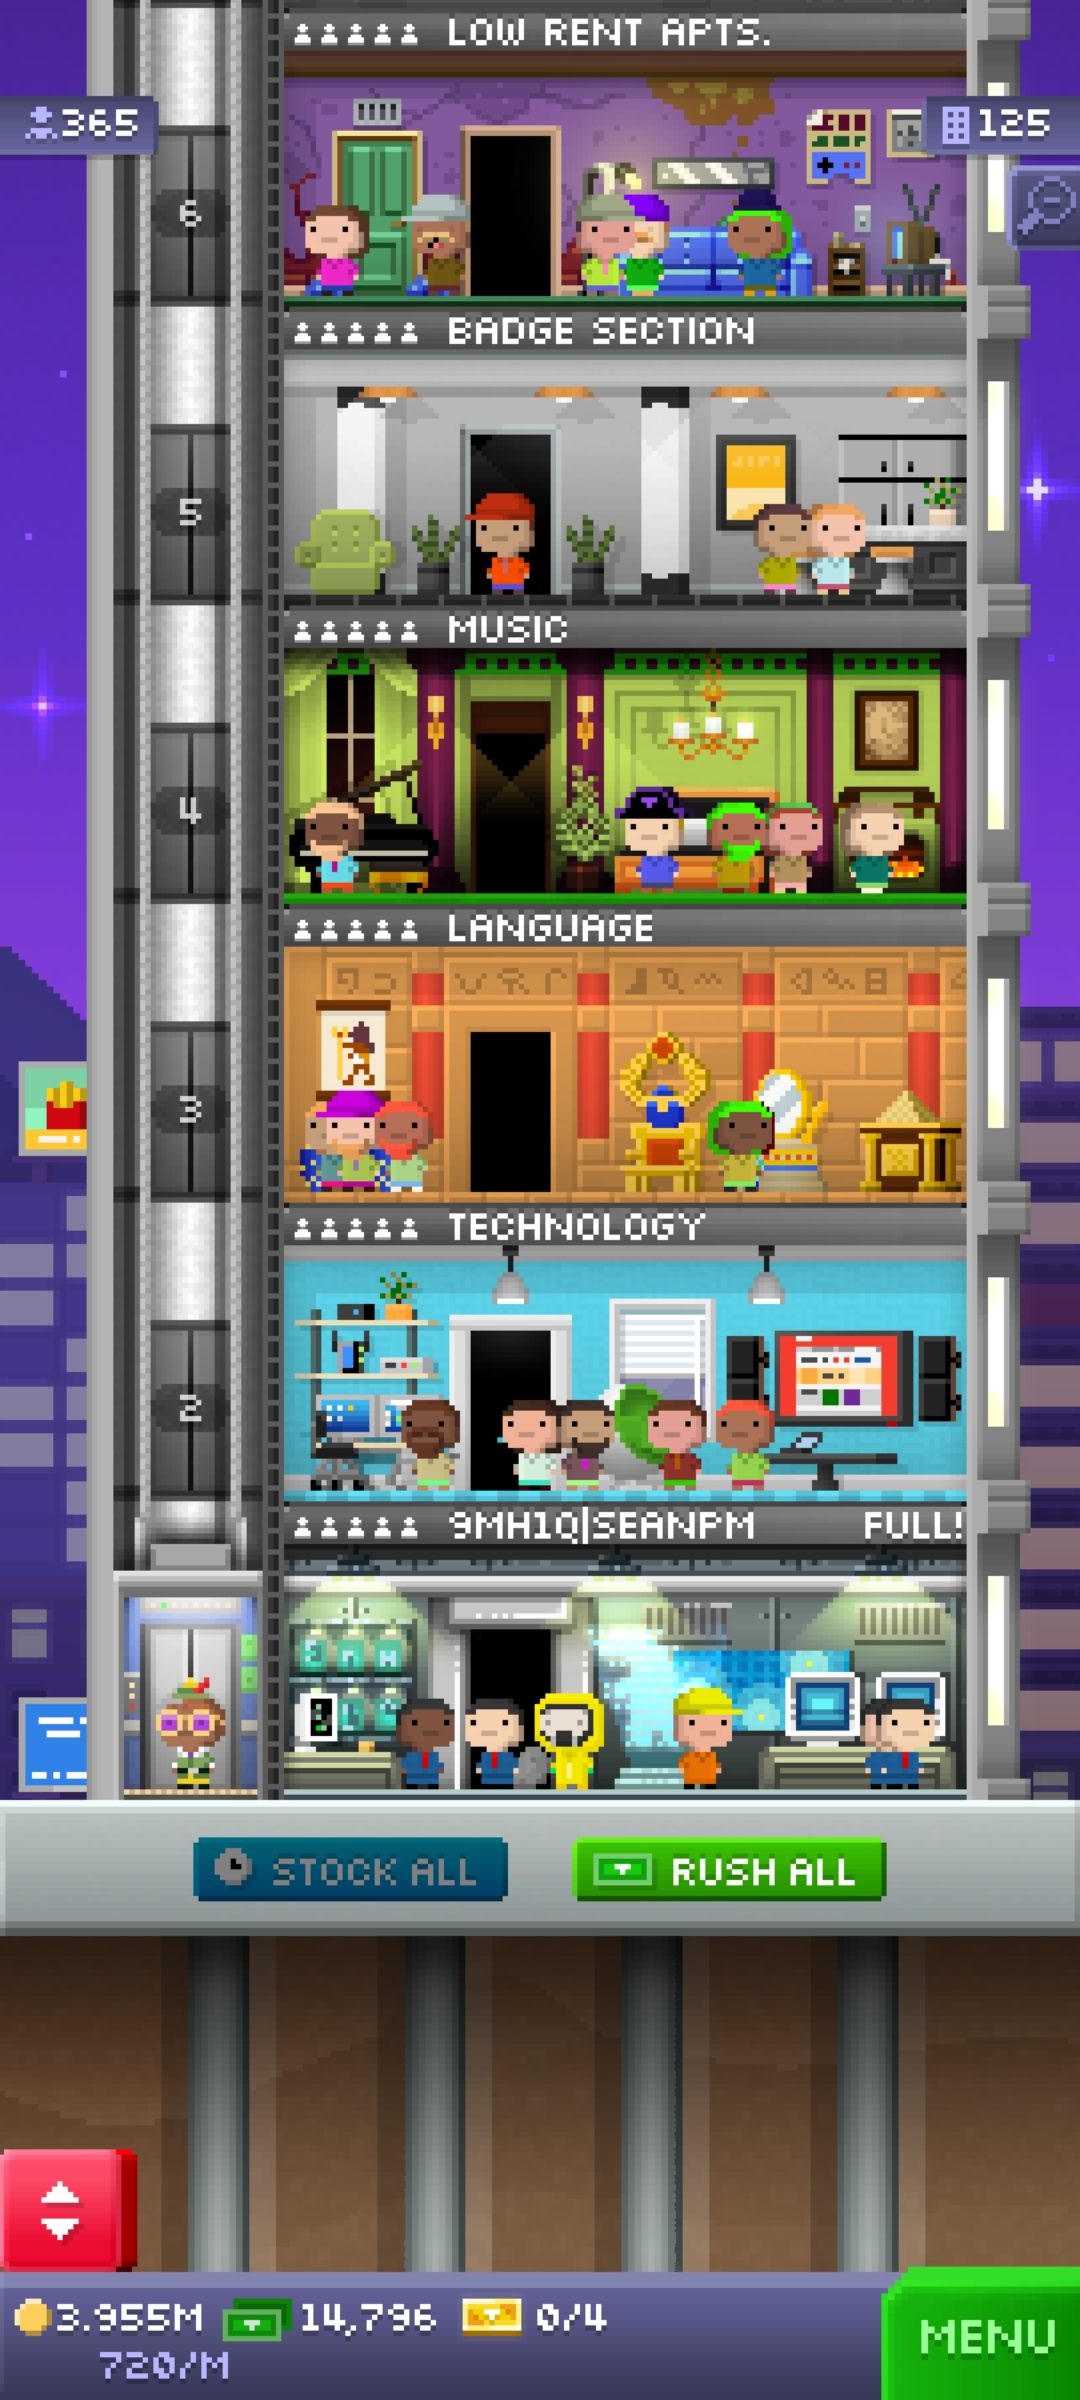 LOW RENT APTS.
365
125
6
BADGE SECTION
5
MUSIC
4
LANGUAGE
3
TECHNOLOGY
2
9MH1Q|SEANPM FULL!
STOCK ALL
RUSH ALL
3.955M 14,796 0/4
720/M
MENU